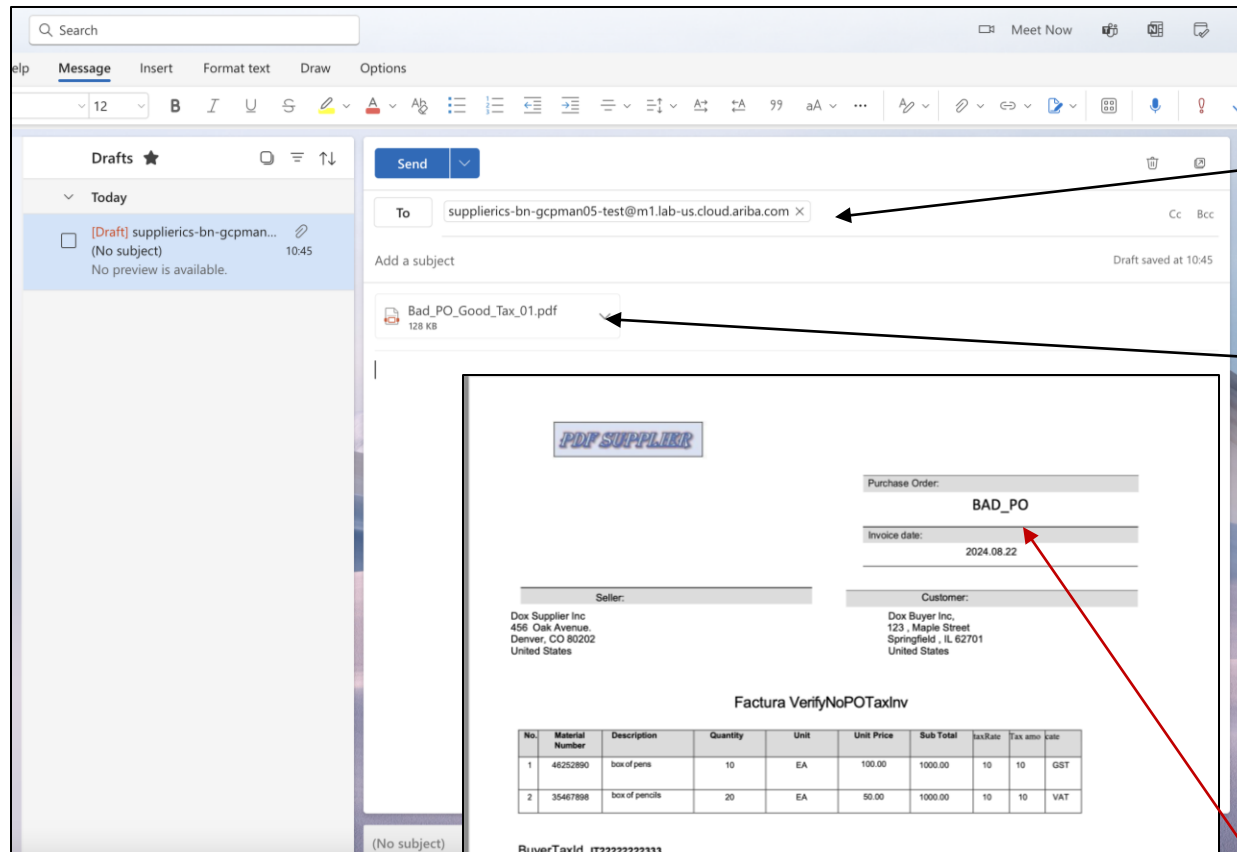 Search
Meet Now
elp Message Insert Format text Draw Options
12 B I U S A Ab 99 aA ...
Drafts
Today
[Draft] supplierics-bn-gcpman...
(No subject) 10:45
No preview is available.
Send
To supplierics-bn-gcpman05-test@m1.lab-us.cloud.ariba.com Cc Bcc
Add a subject Draft saved at 10:45
Bad_PO_Good_Tax_01.pdf
128 KB
PDF SUPPLIER
Purchase Order:
BAD_PO
Invoice date:
2024.08.22
Seller: Customer:
Dox Supplier Inc
456 Oak Avenue.
Denver, CO 80202
United States
Dox Buyer Inc,
123 , Maple Street
Springfield , IL 62701
United States
Factura VerifyNoPOTaxInv
No. Material Number Description Quantity Unit Unit Price Sub Total taxRate Tax amo cate
1 46252890 box of pens 10 EA 100.00 1000.00 10 10 GST
2 35467898 box of pencils 20 EA 50.00 1000.00 10 10 VAT
(No subject)
BuyerTaxId IT22222222333